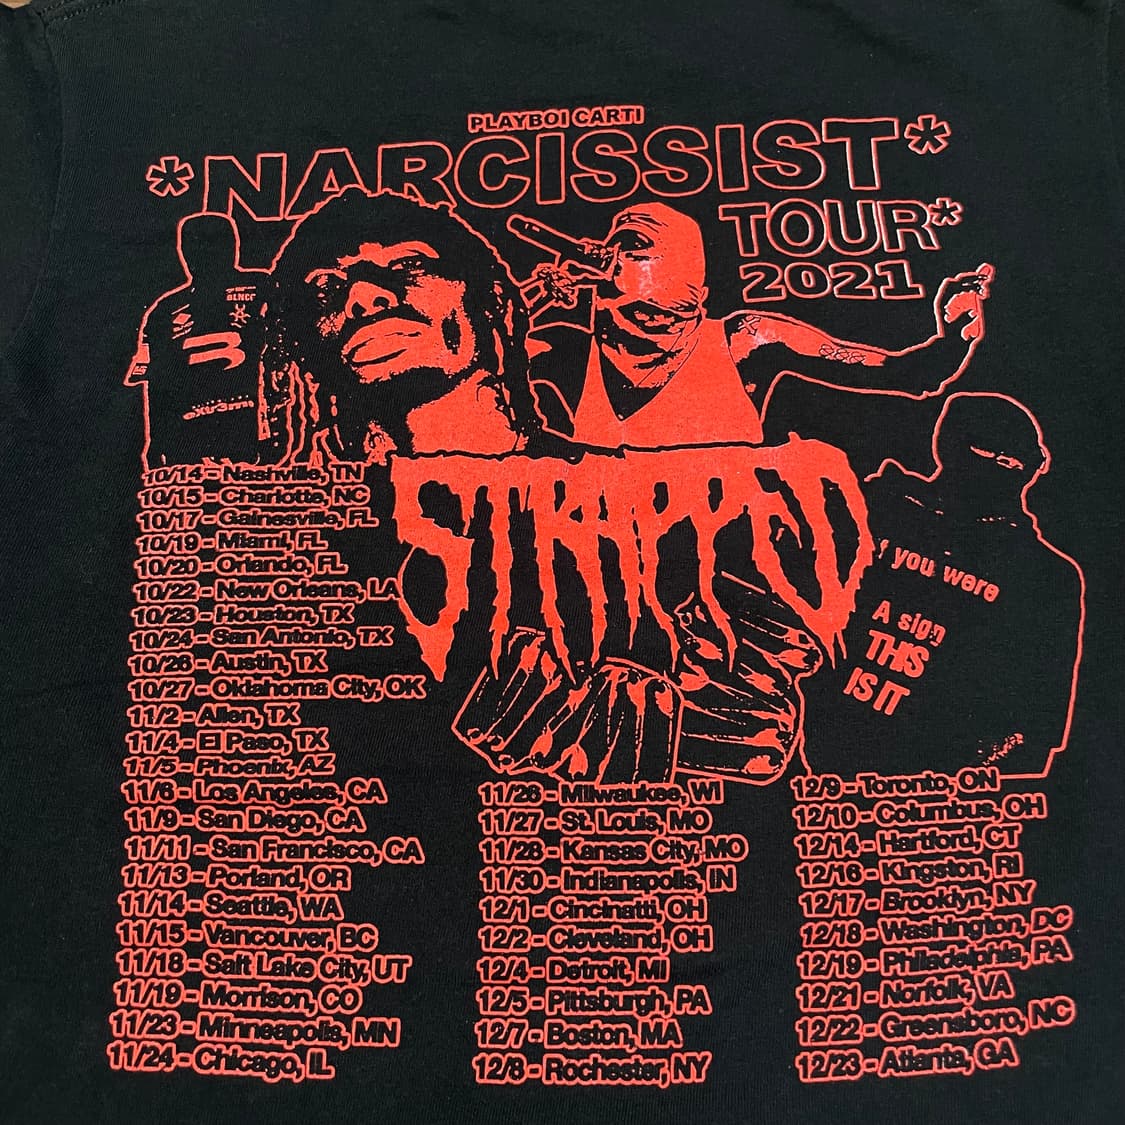 PLAYBOI CARTI
*NARCISSIST*
TOUR*
2021
BLNCR
extr3m!
STRAPPED
f you were
A sign
THIS
IS IT
10/14 - Nashville, TN
10/15 - Charlotte, NC
10/17 - Gainesville, FL
10/19 - Miami, FL
10/20 - Orlando, FL
10/22 - New Orleans, LA
10/23 - Houston, TX
10/24 - San Antonio, TX
10/26 - Austin, TX
10/27 - Oklahoma City, OK
11/2 - Allen, TX
11/4 - El Paso, TX
11/5 - Phoenix, AZ
11/6 - Los Angeles, CA
11/9 - San Diego, CA
11/11 - San Francisco, CA
11/13 - Porland, OR
11/14 - Seattle, WA
11/15 - Vancouver, BC
11/18 - Salt Lake City, UT
11/19 - Morrison, CO
11/23 - Minneapolis, MN
11/24 - Chicago, IL
11/26 - Milwaukee, WI
11/27 - St. Louis, MO
11/28 - Kansas City, MO
11/30 - Indianapolis, IN
12/1 - Cincinatti, OH
12/2 - Cleveland, OH
12/4 - Detroit, MI
12/5 - Pittsburgh, PA
12/7 - Boston, MA
12/8 - Rochester, NY
12/9 - Toronto, ON
12/10 - Columbus, OH
12/14 - Hartford, CT
12/16 - Kingston, RI
12/17 - Brooklyn, NY
12/18 - Washington, DC
12/19 - Philadelphia, PA
12/21 - Norfolk, VA
12/22 - Greensboro, NC
12/23 - Atlanta, GA